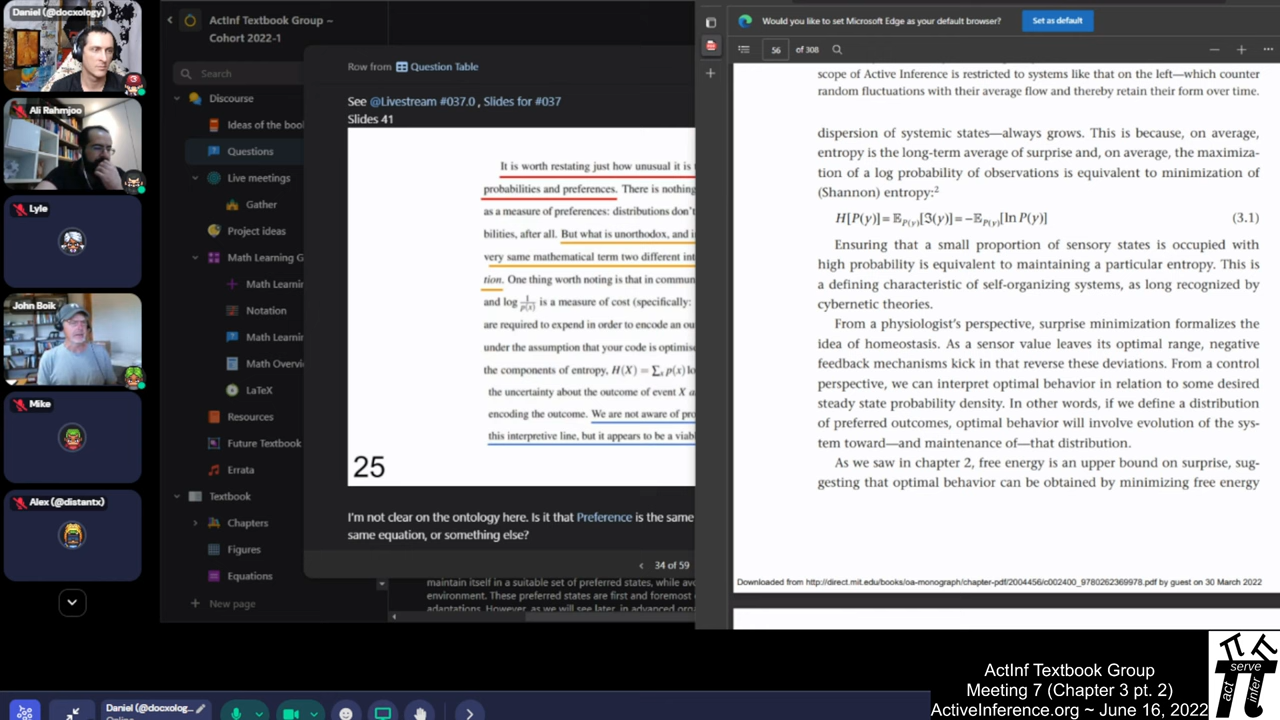 Daniel (@docxology)
Ali Rahmjoo
Lyle
John Boik
Mike
Alex (@distantx)
ActInf Textbook Group ~
Cohort 2022-1
Search
Discourse
Ideas of the boo
Questions
Live meetings
Gather
Project ideas
Math Learning G
Math Learnin
Notation
Math Learnin
Math Overvi
LaTeX
Resources
Future Textbook
Errata
Textbook
Chapters
Figures
Equations
New page
Row from Question Table
See @Livestream #037.0 , Slides for #037
Slides 41
It is worth restating just how unusual it is
probabilities and preferences. There is nothing
as a measure of preferences: distributions don't
bilities, after all. But what is unorthodox, and i
very same mathematical term two different int
tion. One thing worth noting is that in commun
and log 1/p(x) is a measure of cost (specifically:
are required to expend in order to encode an ou
under the assumption that your code is optimise
the components of entropy, H(X) = ∑x p(x) lo
the uncertainty about the outcome of event X a
encoding the outcome. We are not aware of pro
this interpretive line, but it appears to be a viab
25
I'm not clear on the ontology here. Is it that Preference is the same
same equation, or something else?
34 of 59
maintain itself in a suitable set of preferred states, while avo
environment. These preferred states are first and foremost
adaptations. However, as we will see later, in advanced org
Would you like to set Microsoft Edge as your default browser?
Set as default
56 of 308
scope of Active Inference is restricted to systems like that on the left—which counter
random fluctuations with their average flow and thereby retain their form over time.
dispersion of systemic states—always grows. This is because, on average,
entropy is the long-term average of surprise and, on average, the maximiza-
tion of a log probability of observations is equivalent to minimization of
(Shannon) entropy:2
H[P(y)] = 𝔼P(y)[ℑ(y)] = −𝔼P(y)[ln P(y)] (3.1)
Ensuring that a small proportion of sensory states is occupied with
high probability is equivalent to maintaining a particular entropy. This is
a defining characteristic of self-organizing systems, as long recognized by
cybernetic theories.
From a physiologist's perspective, surprise minimization formalizes the
idea of homeostasis. As a sensor value leaves its optimal range, negative
feedback mechanisms kick in that reverse these deviations. From a control
perspective, we can interpret optimal behavior in relation to some desired
steady state probability density. In other words, if we define a distribution
of preferred outcomes, optimal behavior will involve evolution of the sys-
tem toward—and maintenance of—that distribution.
As we saw in chapter 2, free energy is an upper bound on surprise, sug-
gesting that optimal behavior can be obtained by minimizing free energy
Downloaded from http://direct.mit.edu/books/oa-monograph/chapter-pdf/2004456/c002400_9780262369978.pdf by guest on 30 March 2022
Daniel (@docxolog...
Online
ActInf Textbook Group
Meeting 7 (Chapter 3 pt. 2)
ActiveInference.org ~ June 16, 2022
serve
act
infer